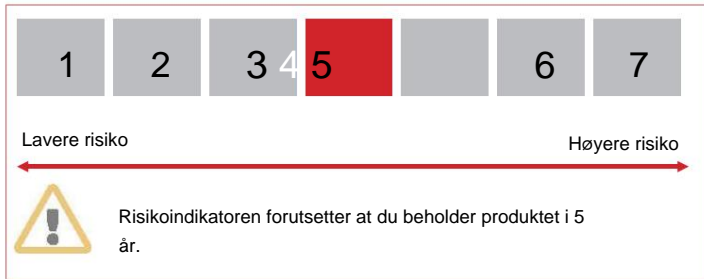 1 2 3 4 5 6 7
Lavere risiko Høyere risiko
Risikoindikatoren forutsetter at du beholder produktet i 5
år.